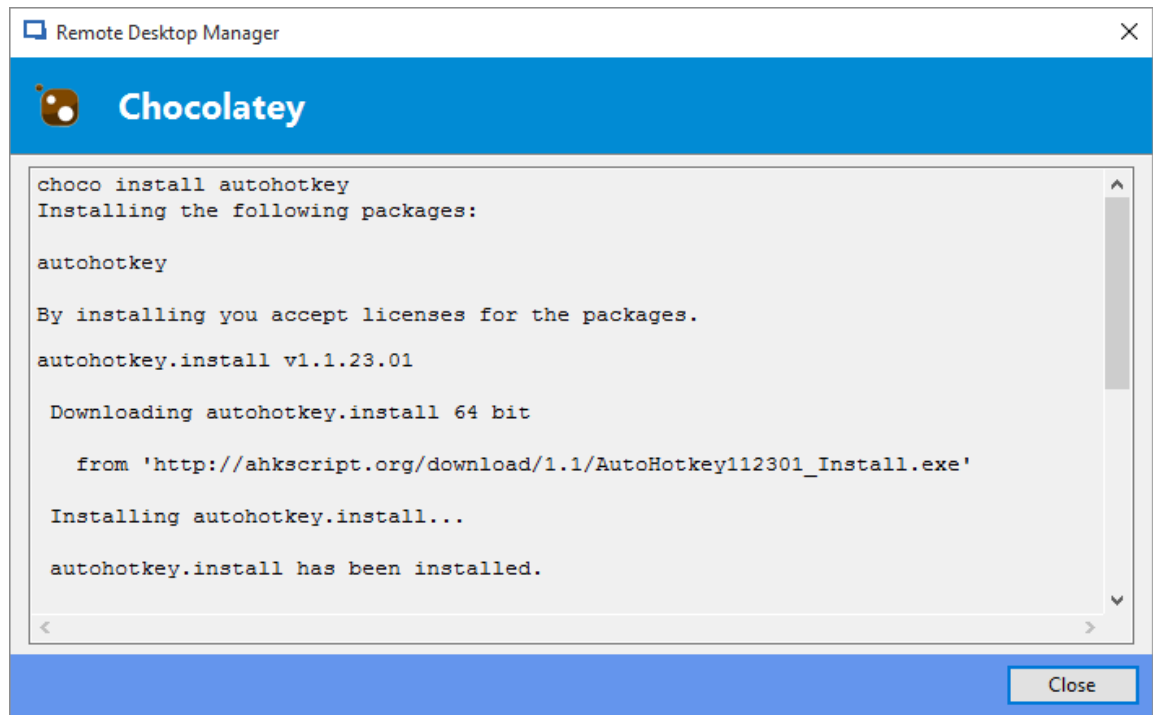 Remote Desktop Manager
Chocolatey
choco install autohotkey
Installing the following packages:
autohotkey
By installing you accept licenses for the packages.
autohotkey.install v1.1.23.01
Downloading autohotkey.install 64 bit
from 'http://ahkscript.org/download/1.1/AutoHotkey112301_Install.exe'
Installing autohotkey.install...
autohotkey.install has been installed.
Close